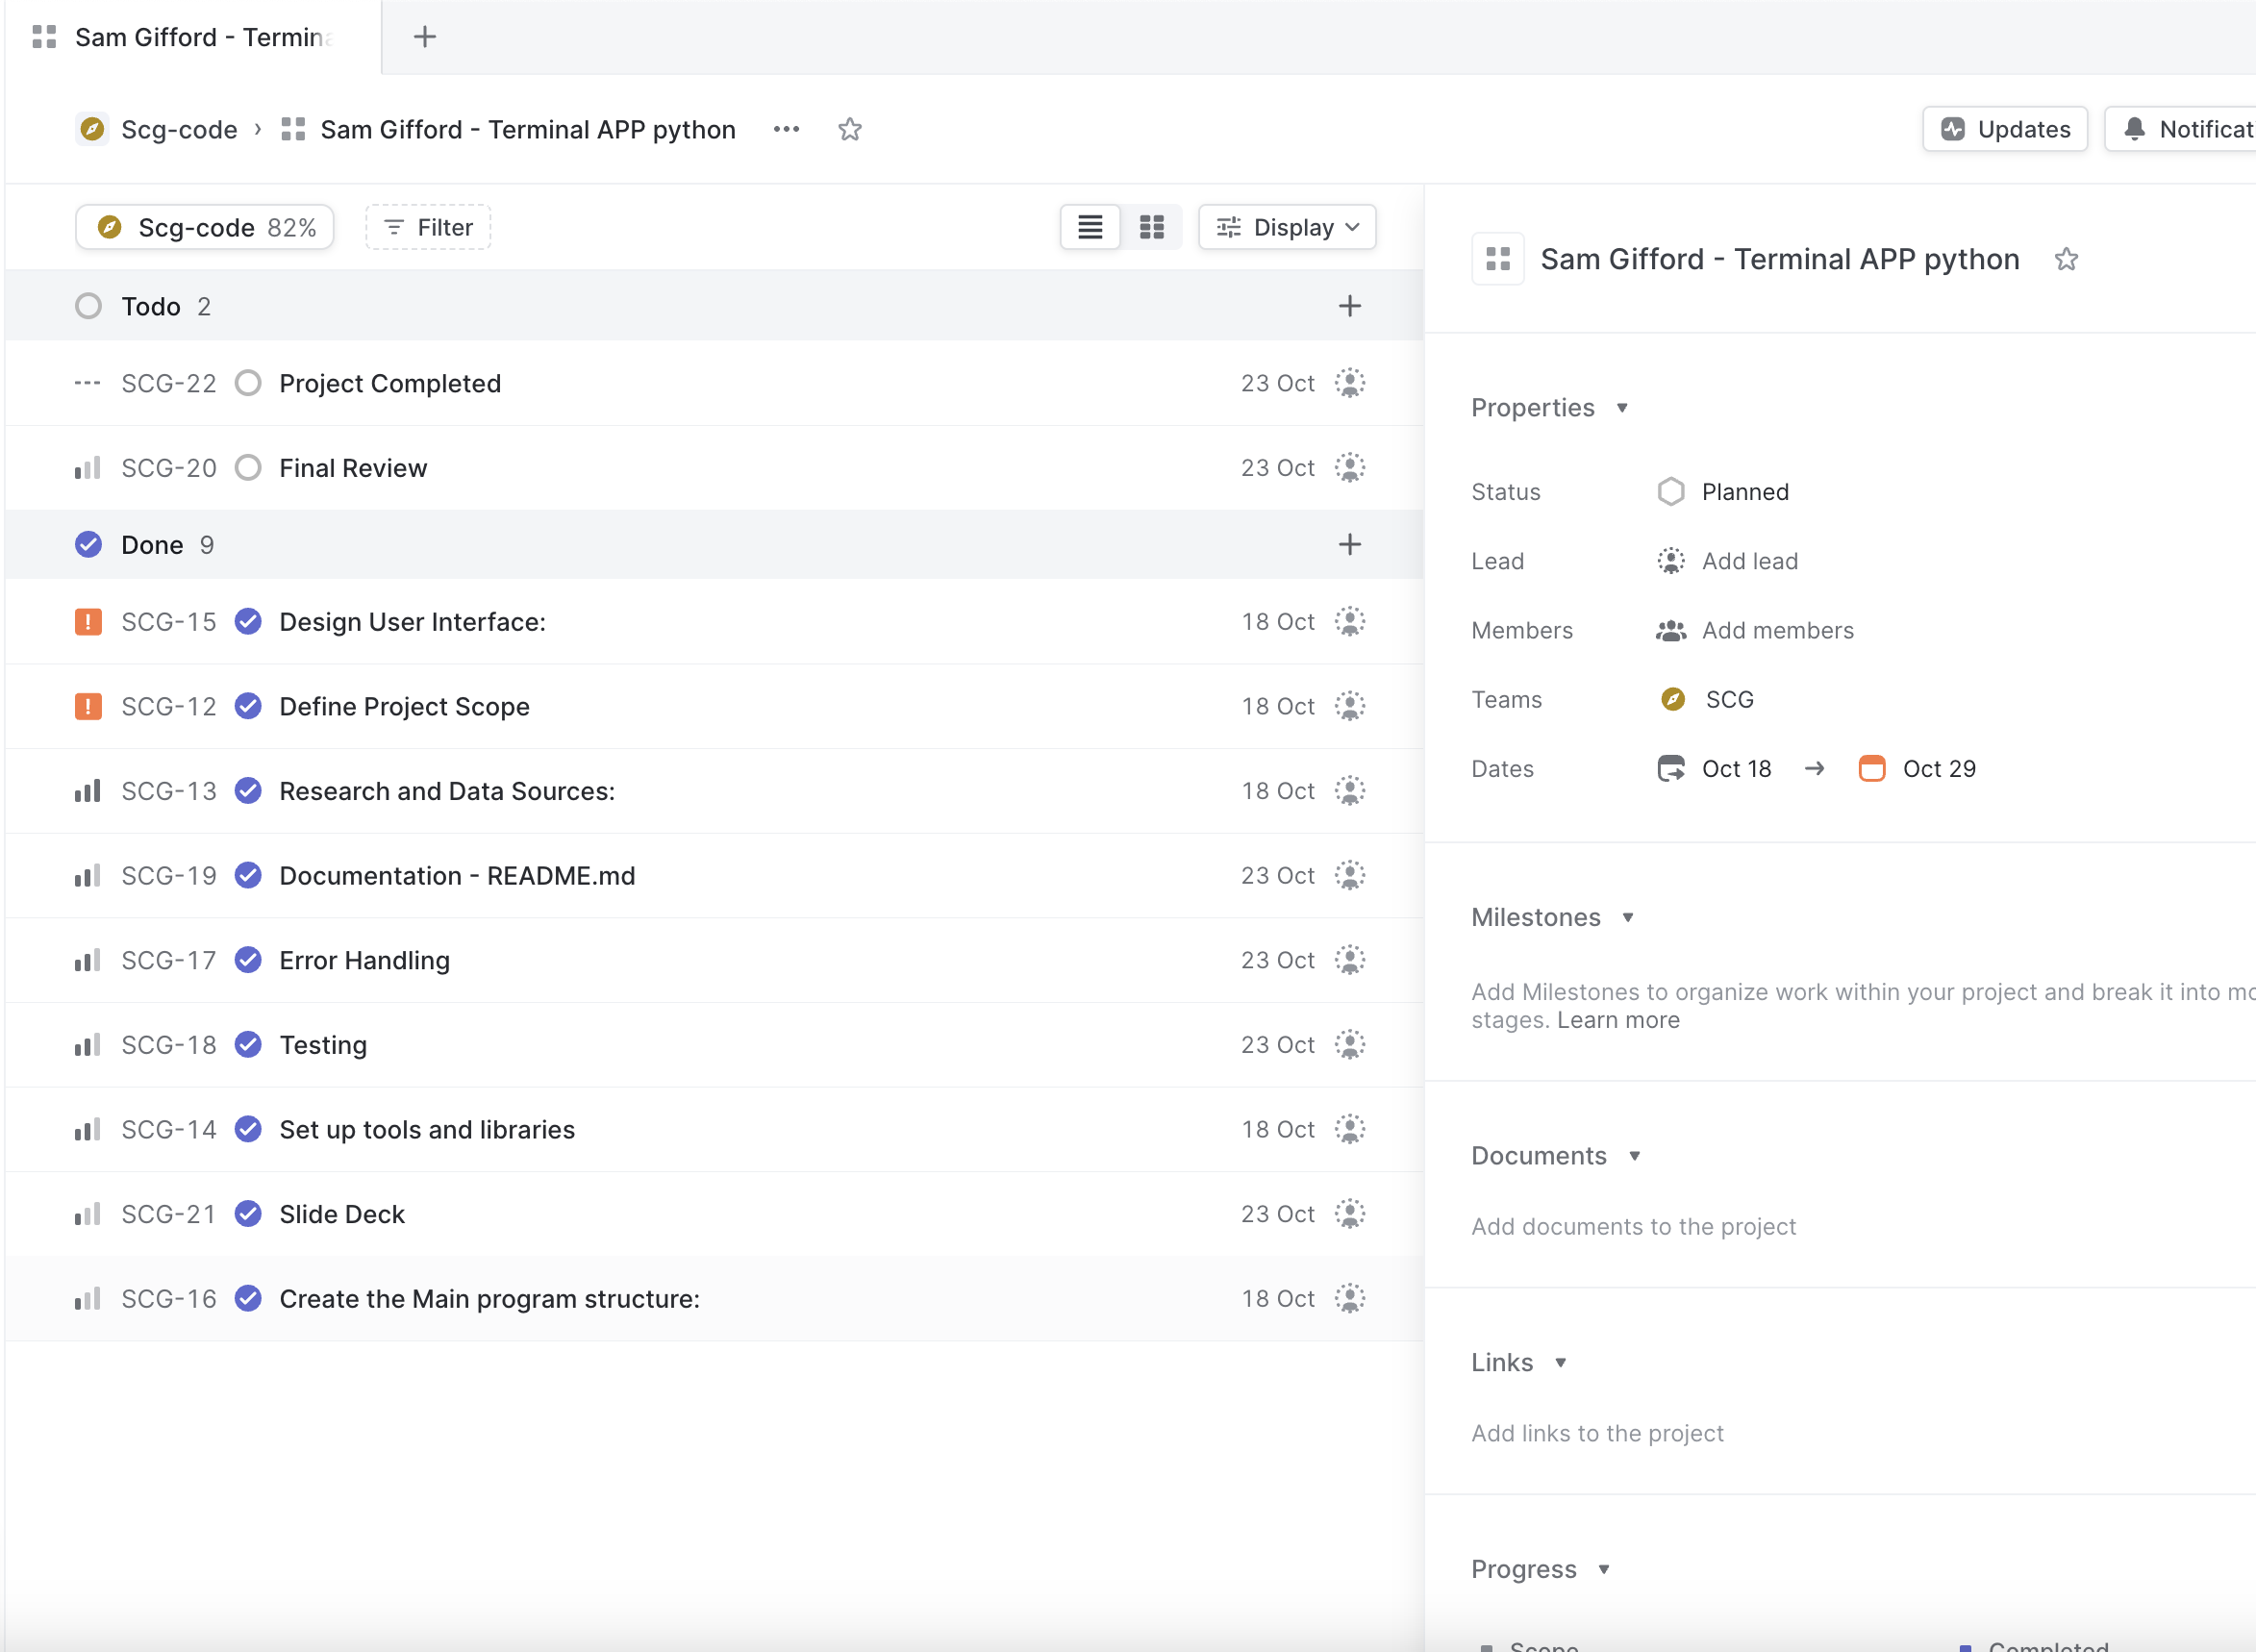 Sam Gifford - Termina
Scg-code › Sam Gifford - Terminal APP python
Updates
Notificat
Scg-code 82%
Filter
Display
Todo 2
SCG-22 Project Completed 23 Oct
SCG-20 Final Review 23 Oct
Done 9
SCG-15 Design User Interface: 18 Oct
SCG-12 Define Project Scope 18 Oct
SCG-13 Research and Data Sources: 18 Oct
SCG-19 Documentation - README.md 23 Oct
SCG-17 Error Handling 23 Oct
SCG-18 Testing 23 Oct
SCG-14 Set up tools and libraries 18 Oct
SCG-21 Slide Deck 23 Oct
SCG-16 Create the Main program structure: 18 Oct
Sam Gifford - Terminal APP python
Properties
Status Planned
Lead Add lead
Members Add members
Teams SCG
Dates Oct 18 → Oct 29
Milestones
Add Milestones to organize work within your project and break it into mo
stages. Learn more
Documents
Add documents to the project
Links
Add links to the project
Progress
Scope Completed